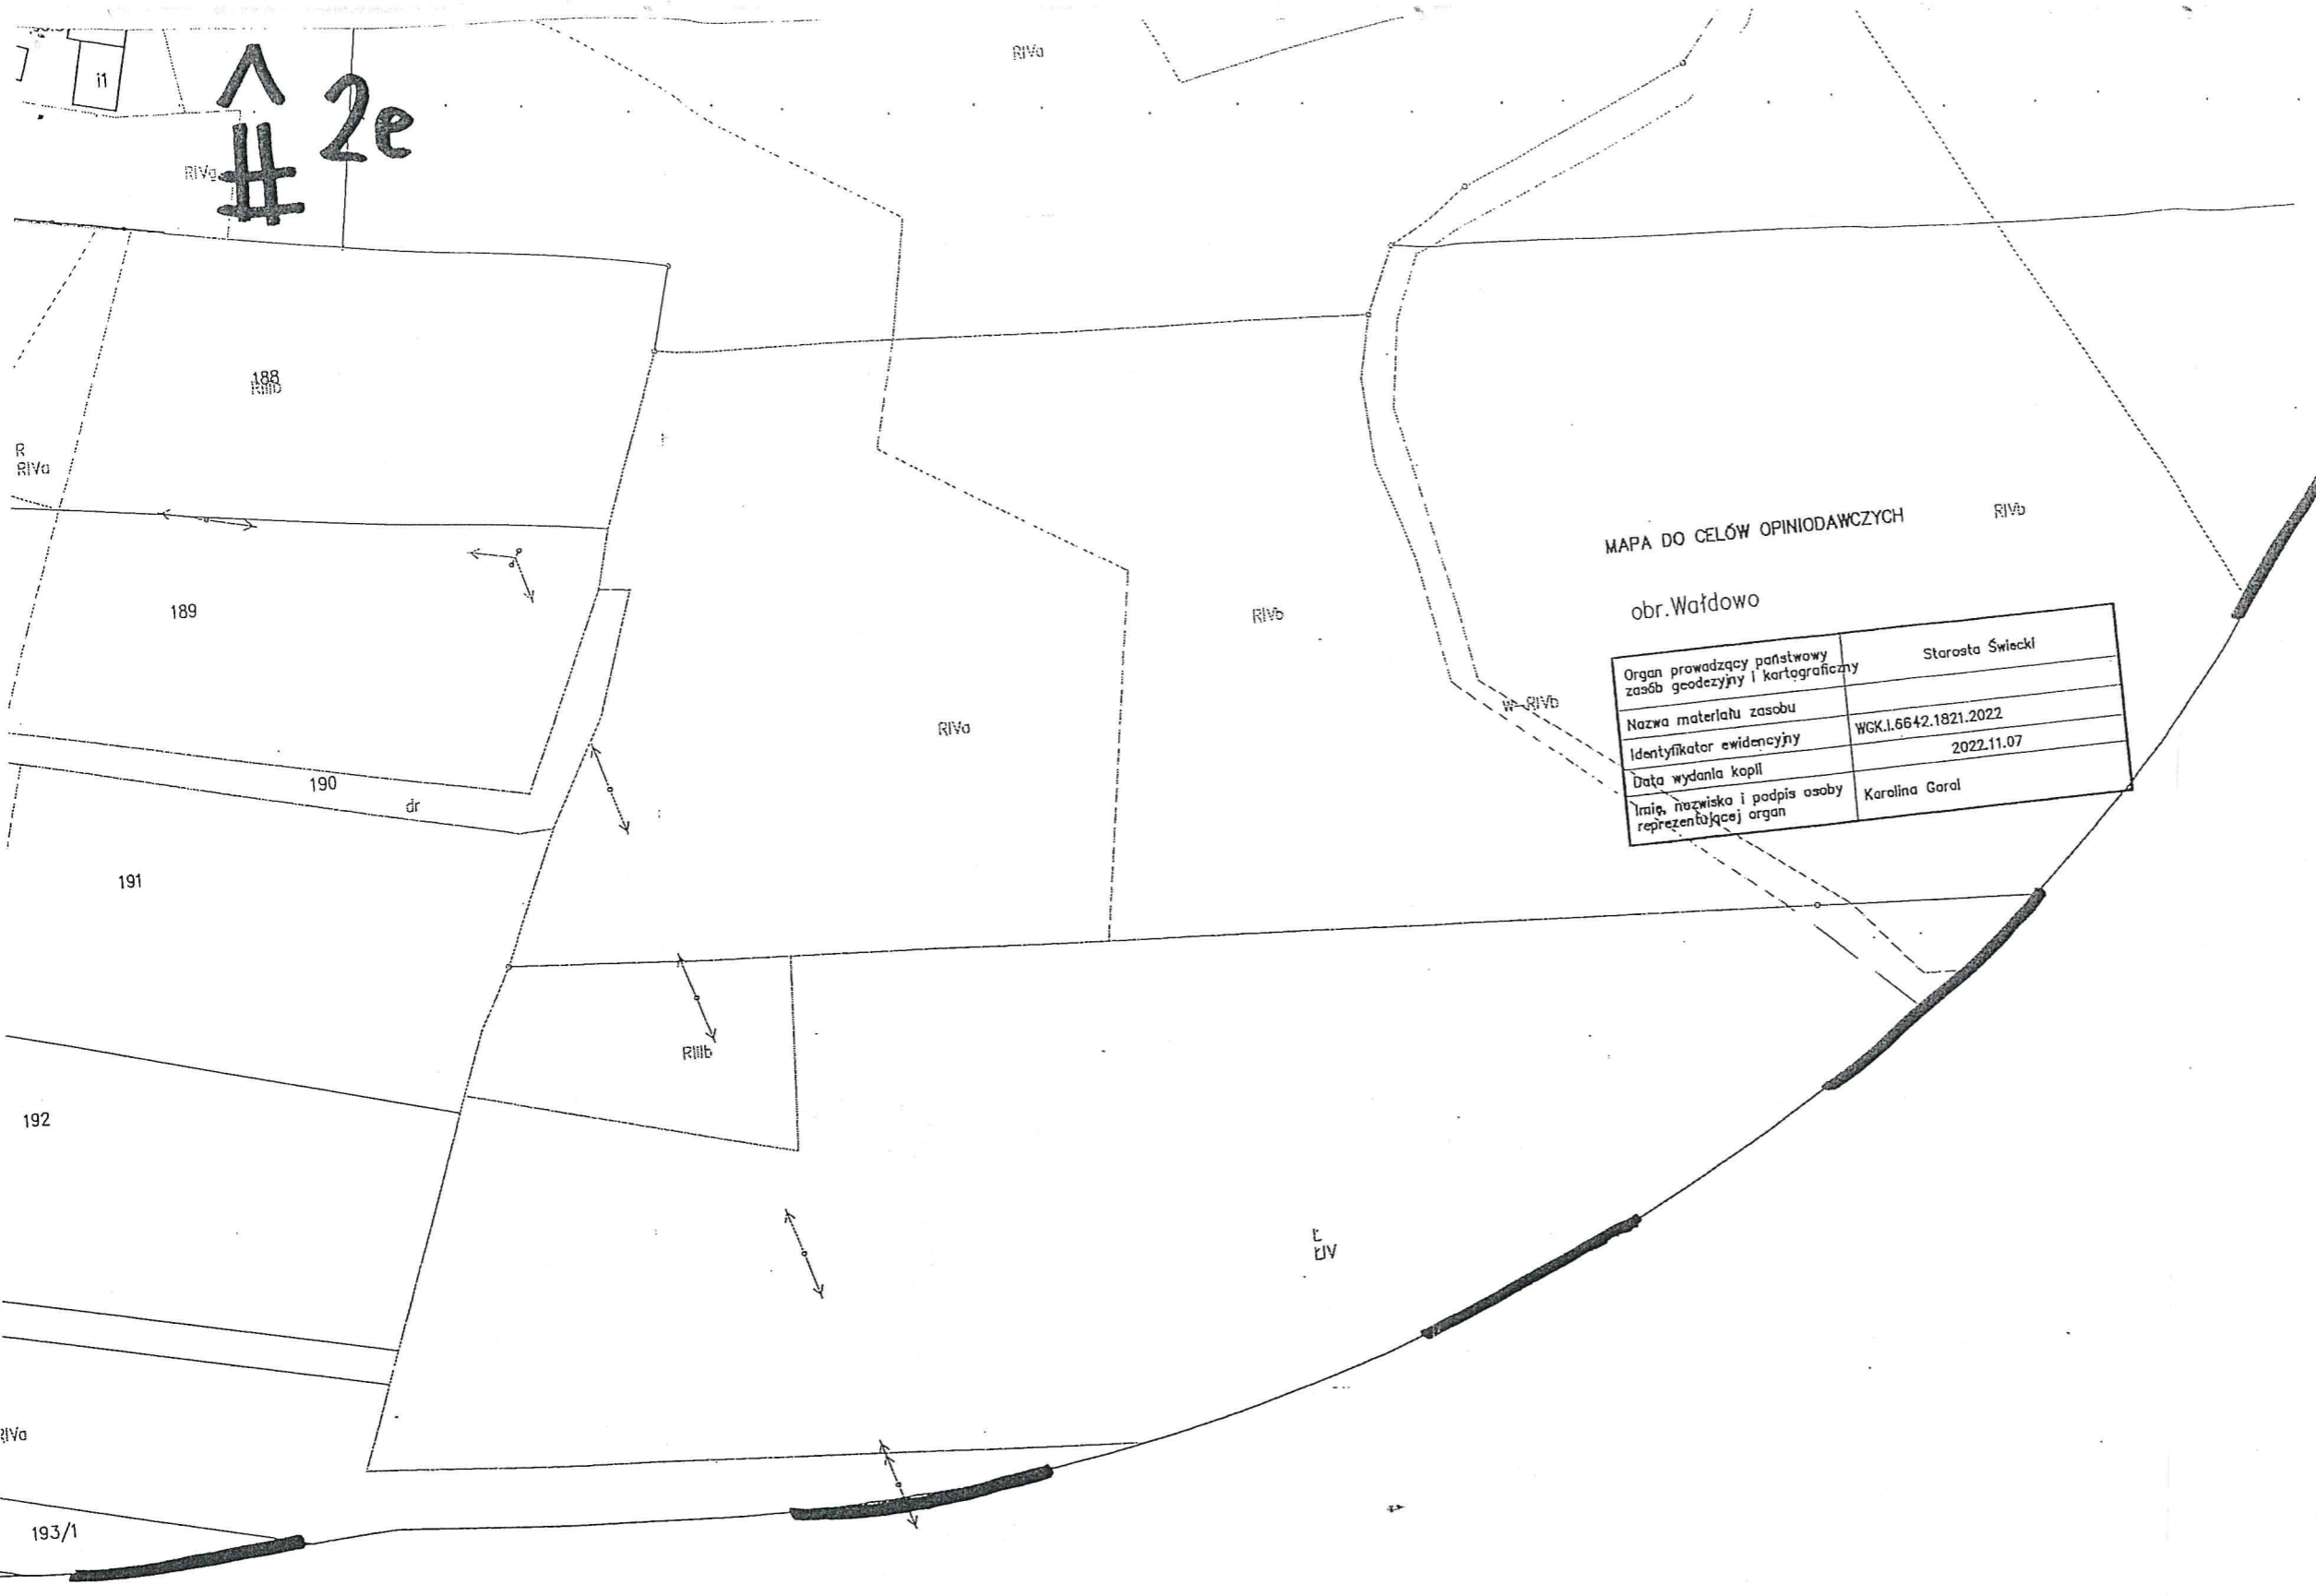 i1
2e
RIVa
RIVa
188
RIIIb
R
RIVa
189
190
dr
191
192
RIVa
193/1
RIVa
RIVb
RIIIb
Ł
ŁIV
W-RIVb
RIVb
MAPA DO CELÓW OPINIODAWCZYCH
obr.Wałdowo
Organ prowadzący państwowy
zasób geodezyjny i kartograficzny
Starosta Świecki
Nazwa materiału zasobu
Identyfikator ewidencyjny
WGK.I.6642.1821.2022
Data wydania kopii
2022.11.07
Imię, nazwisko i podpis osoby
reprezentującej organ
Karolina Goral